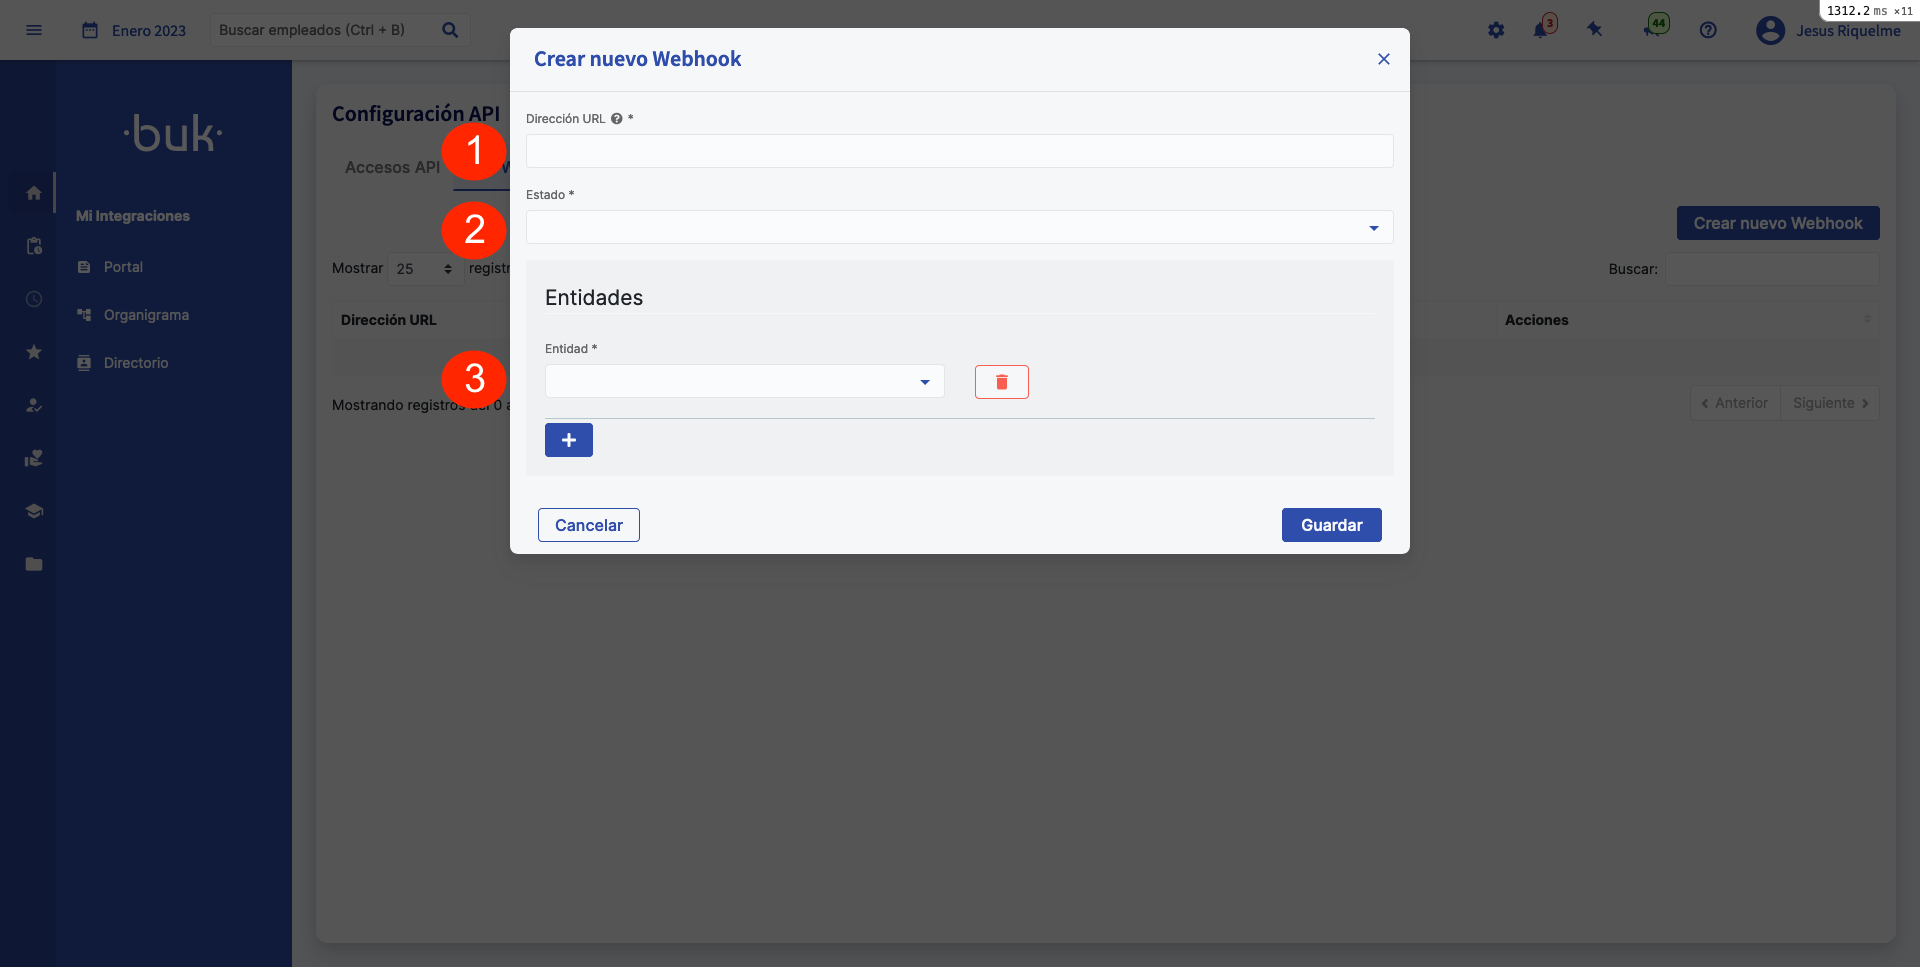 1312.2 ms ×11
Enero 2023
Buscar empleados (Ctrl + B)
3
44
Jesus Riquelme
·buk·
Mi Integraciones
Portal
Organigrama
Directorio
Configuración API
Accesos API
W
Crear nuevo Webhook
Mostrar 25 registr
Buscar:
Dirección URL
Acciones
Mostrando registros del 0 a
Anterior
Siguiente
Crear nuevo Webhook
Dirección URL ? *
1
Estado *
2
Entidades
Entidad *
3
+
Cancelar
Guardar